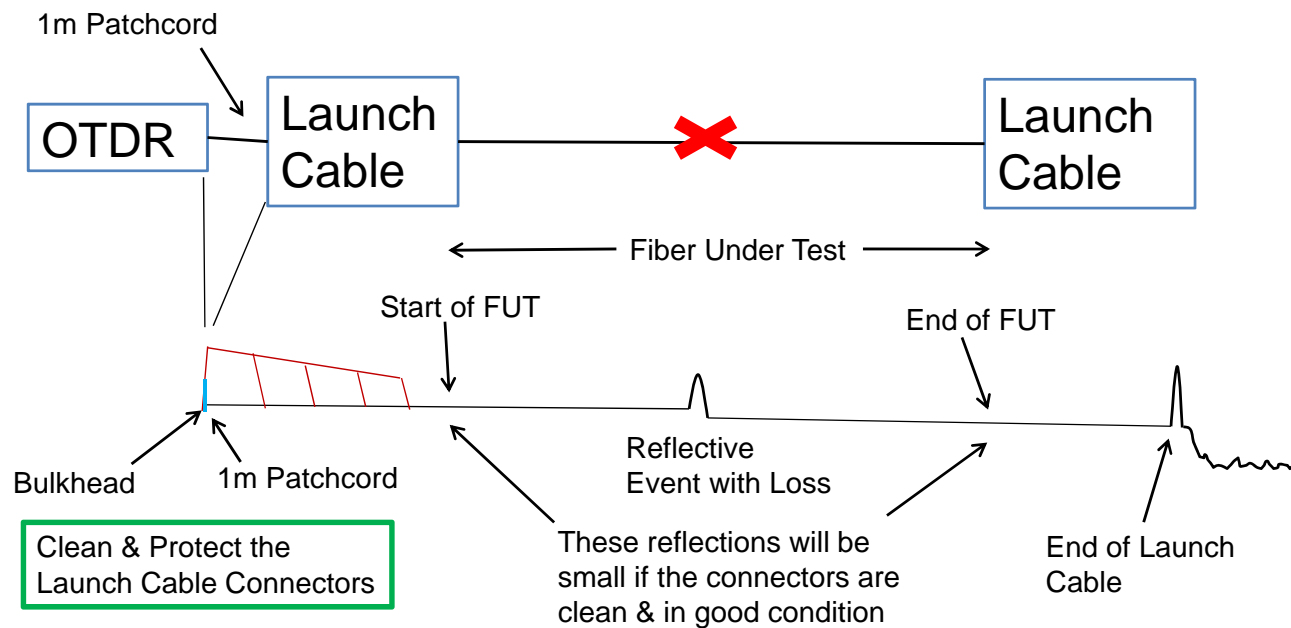 1m Patchcord
OTDR
Launch
Cable
Launch
Cable
Fiber Under Test
Start of FUT
End of FUT
Bulkhead
1m Patchcord
Reflective
Event with Loss
Clean & Protect the
Launch Cable Connectors
These reflections will be
small if the connectors are
clean & in good condition
End of Launch
Cable